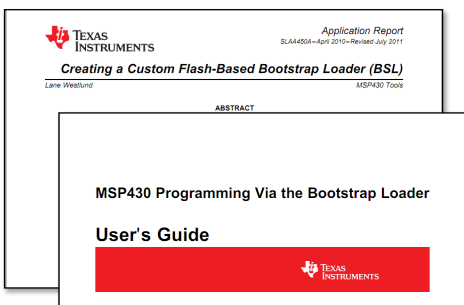 TEXAS
INSTRUMENTS
Application Report
SLAA450A–April 2010–Revised July 2011
Creating a Custom Flash-Based Bootstrap Loader (BSL)
Lane Westlund MSP430 Tools
ABSTRACT
MSP430 Programming Via the Bootstrap Loader
User's Guide
TEXAS
INSTRUMENTS